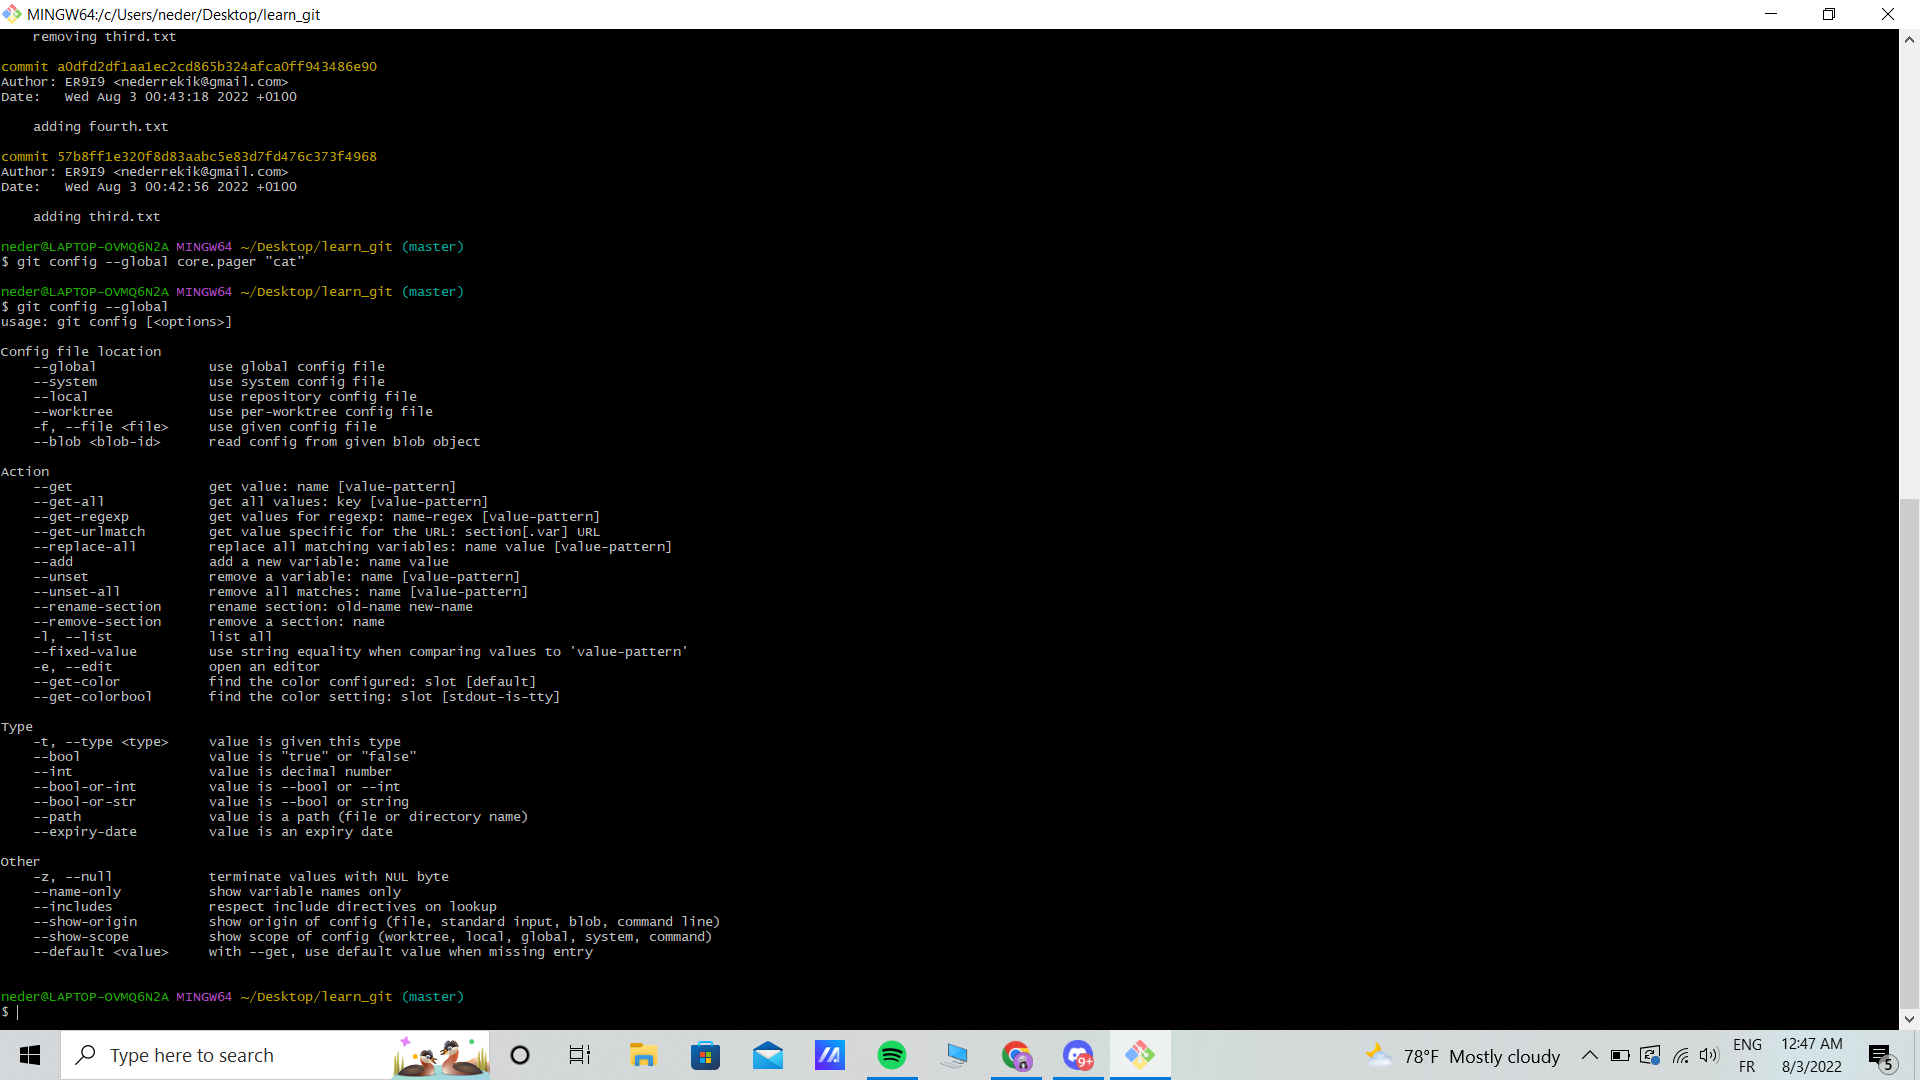 MINGW64:/c/Users/neder/Desktop/learn_git
removing third.txt
commit a0dfd2df1aa1ec2cd865b324afca0ff943486e90
Author: ER9I9 <nederrekik@gmail.com>
Date:   Wed Aug 3 00:43:18 2022 +0100
adding fourth.txt
commit 57b8ff1e320f8d83aabc5e83d7fd476c373f4968
Author: ER9I9 <nederrekik@gmail.com>
Date:   Wed Aug 3 00:42:56 2022 +0100
adding third.txt
neder@LAPTOP-OVMQ6N2A MINGW64 ~/Desktop/learn_git (master)
$ git config --global core.pager "cat"
neder@LAPTOP-OVMQ6N2A MINGW64 ~/Desktop/learn_git (master)
$ git config --global
usage: git config [<options>]
Config file location
--global              use global config file
--system              use system config file
--local               use repository config file
--worktree            use per-worktree config file
-f, --file <file>     use given config file
--blob <blob-id>      read config from given blob object
Action
--get                 get value: name [value-pattern]
--get-all             get all values: key [value-pattern]
--get-regexp          get values for regexp: name-regex [value-pattern]
--get-urlmatch        get value specific for the URL: section[.var] URL
--replace-all         replace all matching variables: name value [value-pattern]
--add                 add a new variable: name value
--unset               remove a variable: name [value-pattern]
--unset-all           remove all matches: name [value-pattern]
--rename-section      rename section: old-name new-name
--remove-section      remove a section: name
-l, --list            list all
--fixed-value         use string equality when comparing values to 'value-pattern'
-e, --edit            open an editor
--get-color           find the color configured: slot [default]
--get-colorbool       find the color setting: slot [stdout-is-tty]
Type
-t, --type <type>     value is given this type
--bool                value is "true" or "false"
--int                 value is decimal number
--bool-or-int         value is --bool or --int
--bool-or-str         value is --bool or string
--path                value is a path (file or directory name)
--expiry-date         value is an expiry date
Other
-z, --null            terminate values with NUL byte
--name-only           show variable names only
--includes            respect include directives on lookup
--show-origin         show origin of config (file, standard input, blob, command line)
--show-scope          show scope of config (worktree, local, global, system, command)
--default <value>     with --get, use default value when missing entry
neder@LAPTOP-OVMQ6N2A MINGW64 ~/Desktop/learn_git (master)
$
Type here to search
9+
78°F Mostly cloudy
ENG
FR
12:47 AM
8/3/2022
5